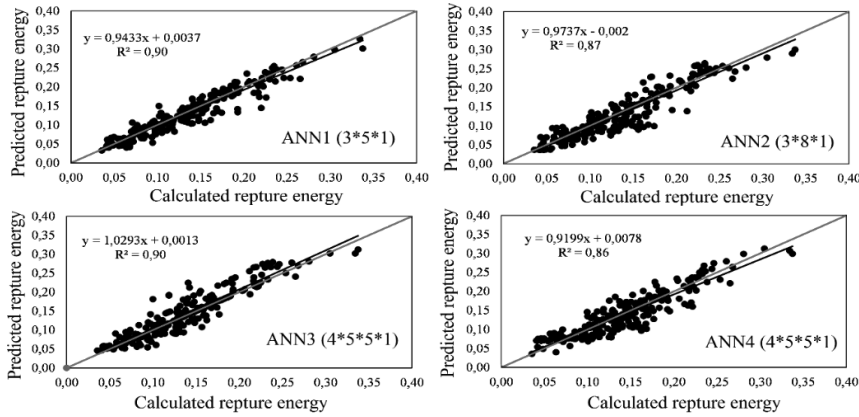 Predicted repture energy
0,40
0,35
0,30
0,25
0,20
0,15
0,10
0,05
0,00
y = 0,9433x + 0,0037
R² = 0,90
ANN1 (3*5*1)
0,00 0,05 0,10 0,15 0,20 0,25 0,30 0,35 0,40
Calculated repture energy
Predicted repture energy
0,40
0,35
0,30
0,25
0,20
0,15
0,10
0,05
0,00
y = 0,9737x - 0,002
R² = 0,87
ANN2 (3*8*1)
0,00 0,05 0,10 0,15 0,20 0,25 0,30 0,35 0,40
Calculated repture energy
Predicted repture energy
0,40
0,35
0,30
0,25
0,20
0,15
0,10
0,05
0,00
y = 1,0293x + 0,0013
R² = 0,90
ANN3 (4*5*5*1)
0,00 0,05 0,10 0,15 0,20 0,25 0,30 0,35 0,40
Calculated repture energy
Predicted repture energy
0,40
0,35
0,30
0,25
0,20
0,15
0,10
0,05
0,00
y = 0,9199x + 0,0078
R² = 0,86
ANN4 (4*5*5*1)
0,00 0,05 0,10 0,15 0,20 0,25 0,30 0,35 0,40
Calculated repture energy